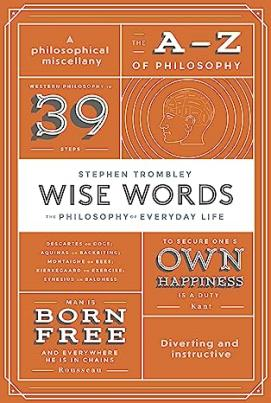 A
philosophical
miscellany
THE A–Z
OF PHILOSOPHY
WESTERN PHILOSOPHY IN
39
STEPS
STEPHEN TROMBLEY
WISE WORDS
THE PHILOSOPHY OF EVERYDAY LIFE
DESCARTES ON DOGS;
AQUINAS ON BACKBITING;
MONTAIGNE ON BEES;
KIERKEGAARD ON EXERCISE;
SYNESIUS ON BALDNESS
TO SECURE ONE'S
OWN
HAPPINESS
IS A DUTY
Kant
MAN IS
BORN
FREE
AND EVERYWHERE
HE IS IN CHAINS
Rousseau
Diverting and
instructive